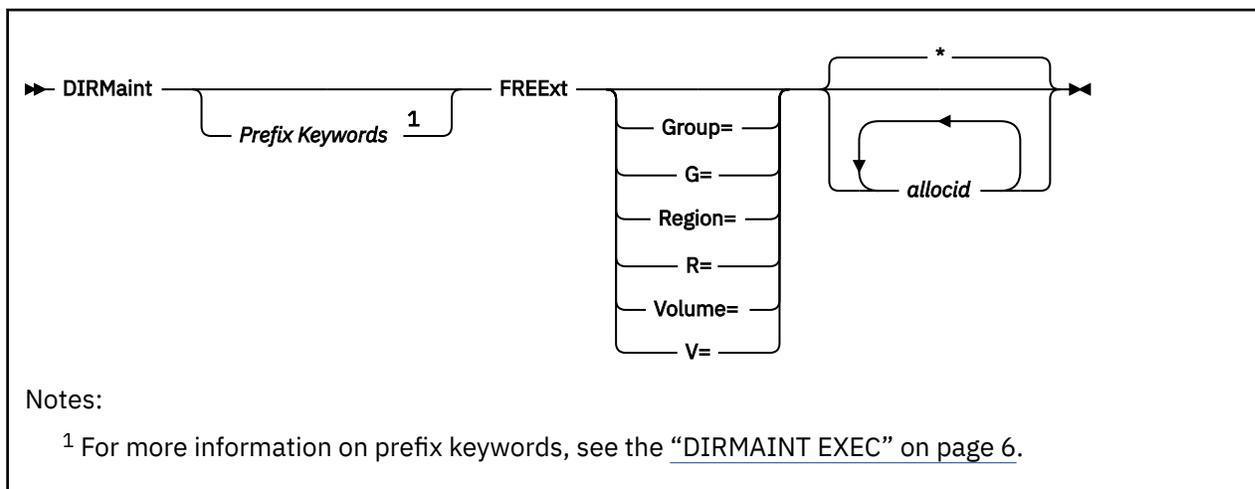 *
DIRMaint FREExt
Prefix Keywords 1
Group=
G=
allocid
Region=
R=
Volume=
V=
Notes:
1 For more information on prefix keywords, see the “DIRMAINT EXEC” on page 6.